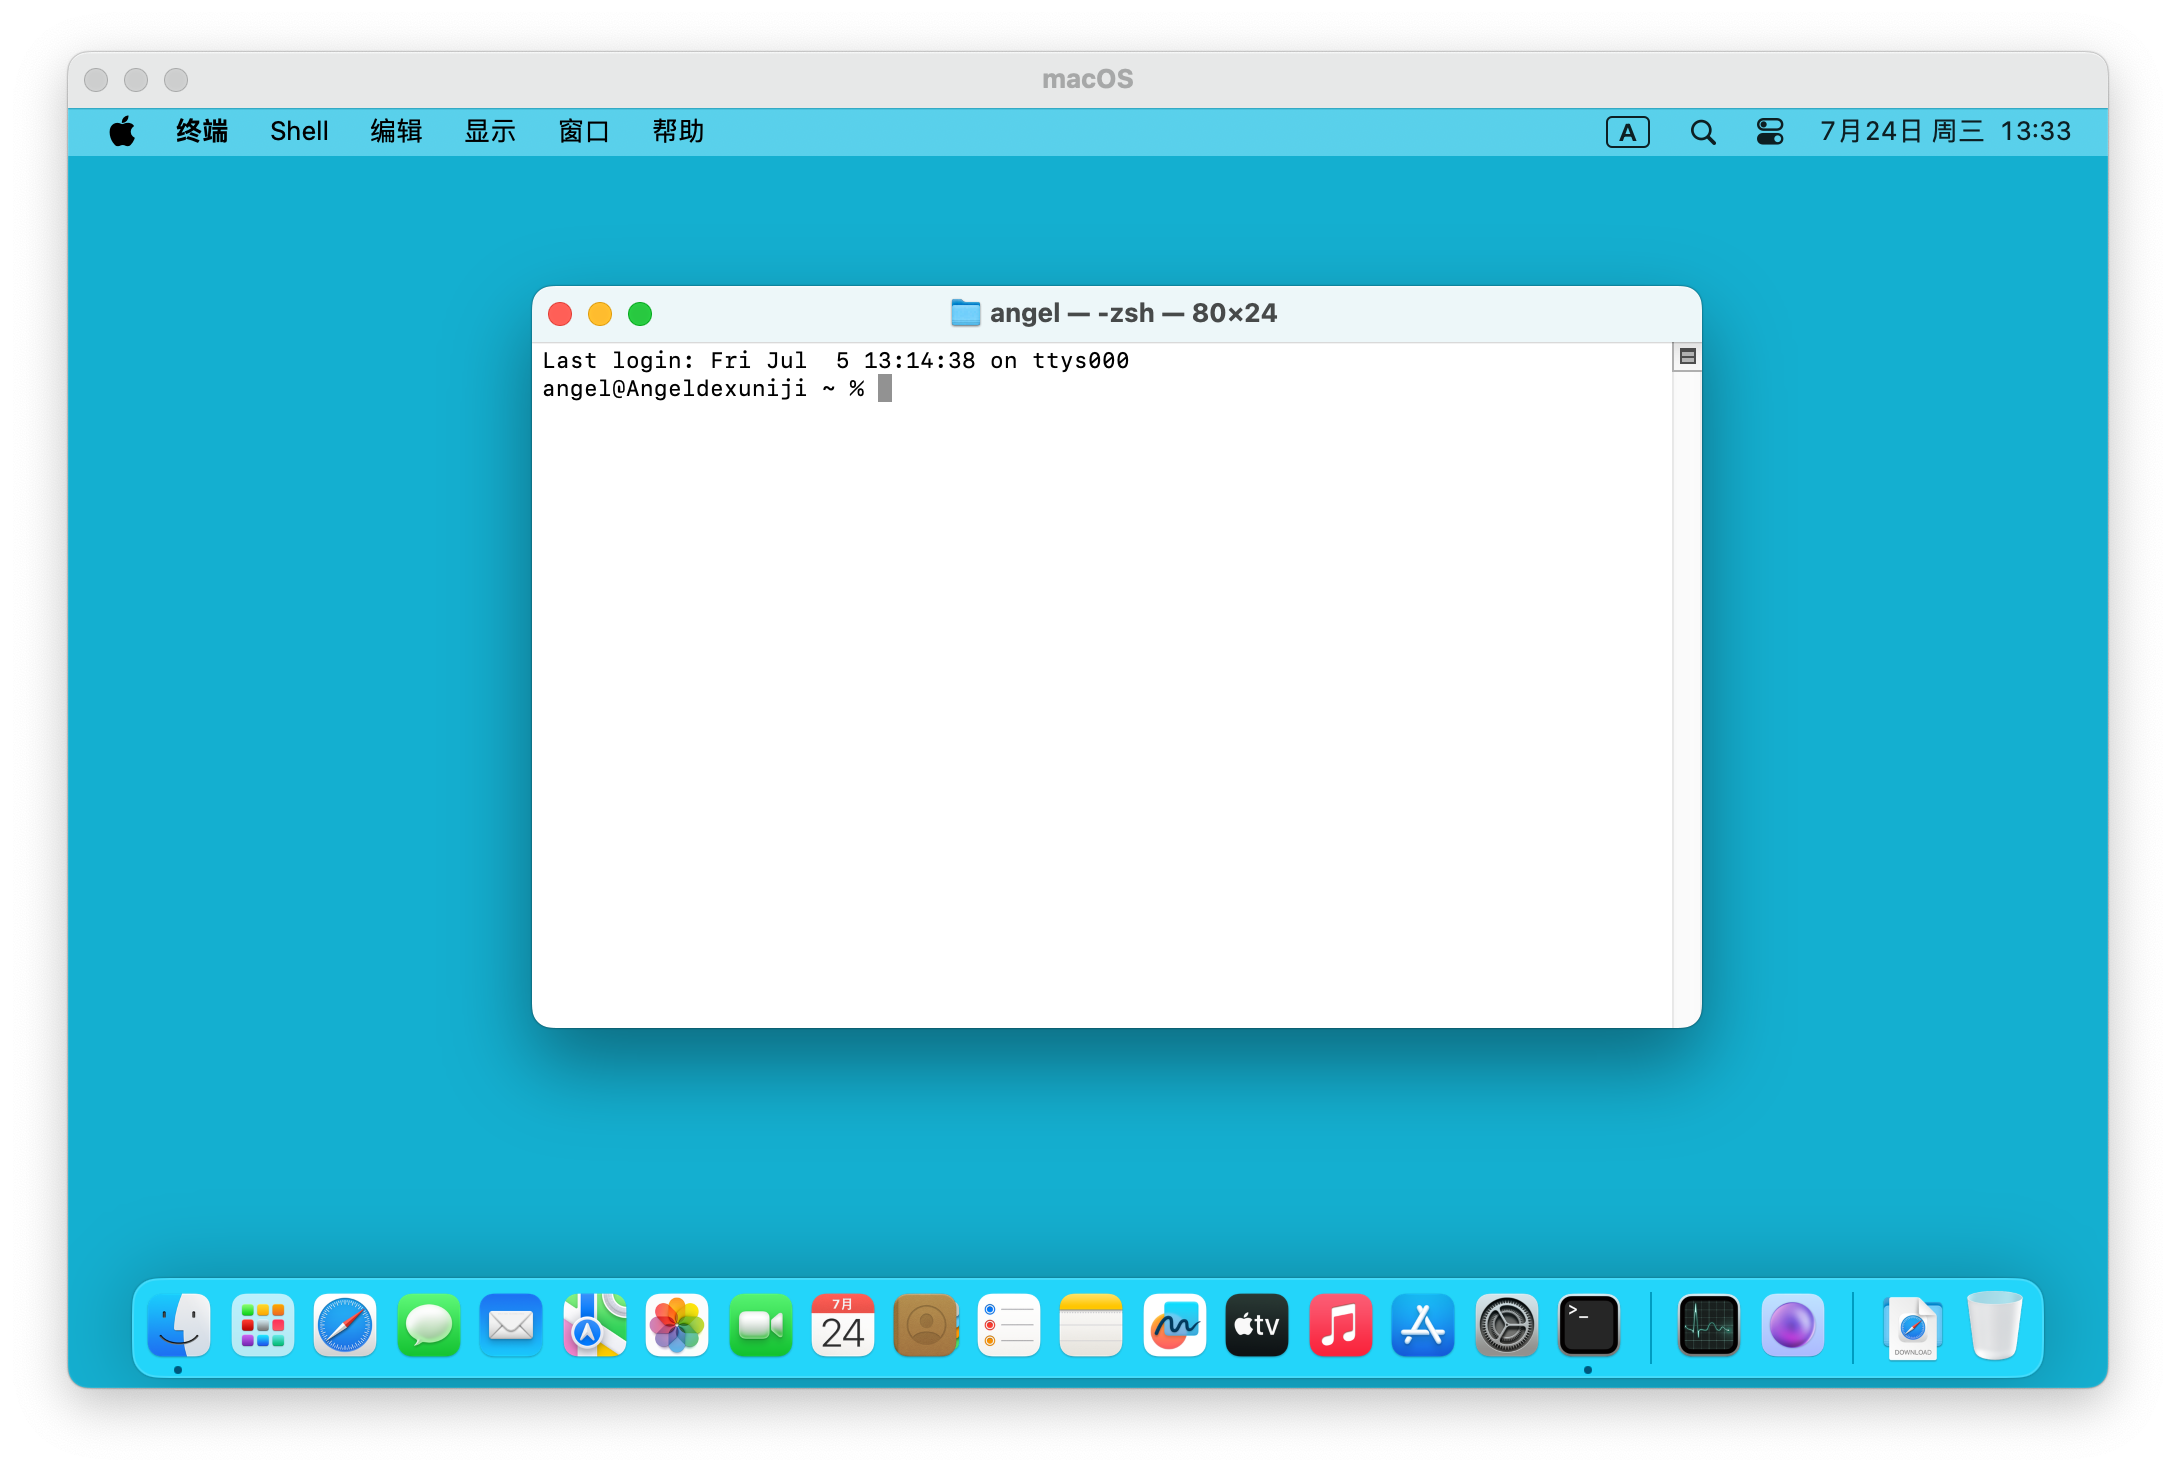 macOS
终端 Shell 编辑 显示 窗口 帮助 A 7月24日 周三 13:33
angel — -zsh — 80×24
Last login: Fri Jul  5 13:14:38 on ttys000
angel@Angeldexuniji ~ %
7月
24
tv
>_
DOWNLOAD